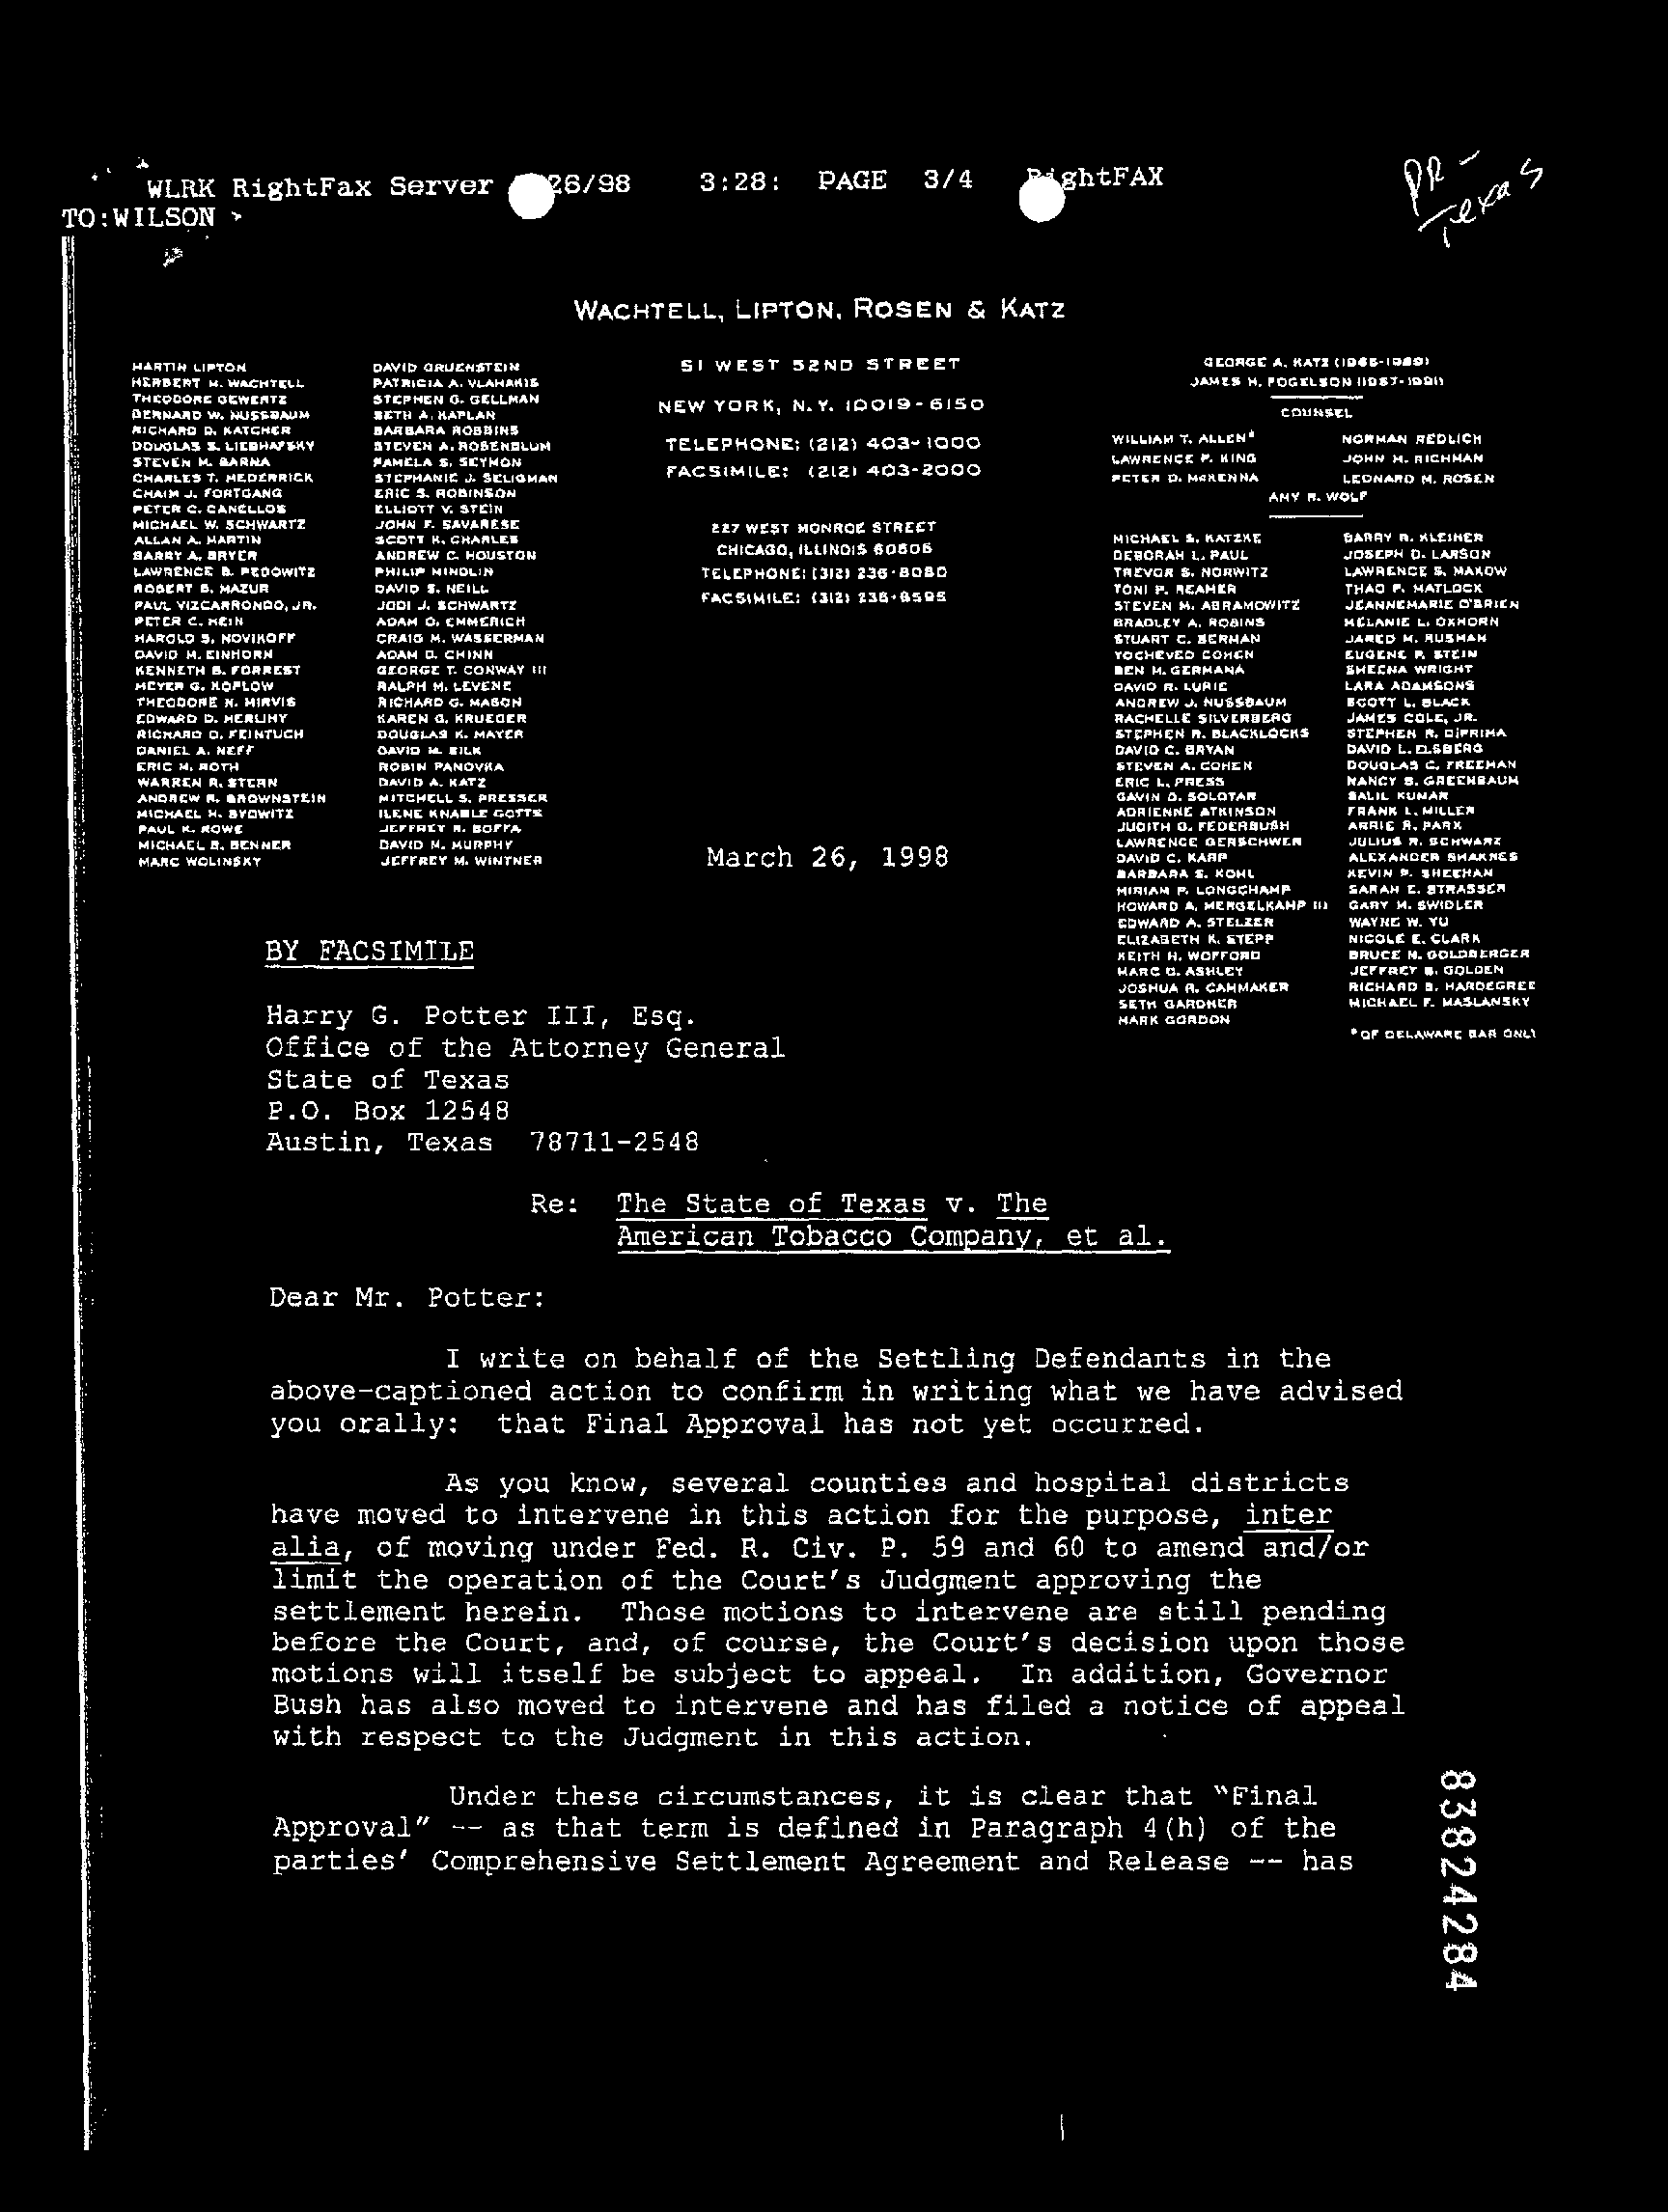 WLRK RightFax Server 26/98 3:28: PAGE 3/4 RightFAX
TO:WILSON >
PR -
Texas
WACHTELL, LIPTON, ROSEN & KATZ
MARTIN LIPTON
HERBERT M. WACHTELL
THEODORE GEWERTZ
BERNARD W. NUSSBAUM
RICHARD D. KATCHER
DOUGLAS S. LIEBHAFSKY
STEVEN M. BARNA
CHARLES T. HEDERRICK
CHAIM J. FORTGANG
PETER C. CANELLOS
MICHAEL W. SCHWARTZ
ALLAN A. MARTIN
BARRY A. BRYER
LAWRENCE B. PEDOWITZ
ROBERT B. MAZUR
PAUL VIZCARRONDO, JR.
PETER C. HEIN
HAROLD S. NOVIKOFF
DAVID M. EINHORN
KENNETH B. FORREST
MEYER G. KOPLOW
THEODORE N. MIRVIS
EDWARD D. HERLIHY
RICHARD D. FEINTUCH
DANIEL A. NEFF
ERIC M. ROTH
WARREN R. STERN
ANDREW R. BROWNSTEIN
MICHAEL H. BYOWITZ
PAUL K. ROWE
MICHAEL B. BENNER
MARC WOLINSKY
DAVID GRUENSTEIN
PATRICIA A. VLAHAKIS
STEPHEN G. GELLMAN
BETH A. KAPLAN
BARBARA ROBBINS
STEVEN A. ROSENBLUM
PAMELA S. SEYMON
STEPHANIE J. SELIGMAN
ERIC S. ROBINSON
ELLIOTT V. STEIN
JOHN F. SAVARESE
SCOTT K. CHARLES
ANDREW C. HOUSTON
PHILIP MINDLIN
DAVID S. NEILL
JODI J. SCHWARTZ
ADAM O. EMMERICH
CRAIG M. WASSERMAN
ADAM D. CHINN
GEORGE T. CONWAY III
RALPH M. LEVENE
RICHARD G. MASON
KAREN G. KRUEGER
DOUGLAS K. MAYER
DAVID M. SILK
ROBIN PANOVKA
DAVID A. KATZ
MITCHELL S. PRESSER
ILENE KNABLE GOTTS
JEFFREY R. BOFFA
DAVID M. MURPHY
JEFFREY M. WINTNER
51 WEST 52ND STREET
NEW YORK, N.Y. 10019-6150
TELEPHONE: (212) 403-1000
FACSIMILE: (212) 403-2000
227 WEST MONROE STREET
CHICAGO, ILLINOIS 60606
TELEPHONE: (312) 236-8080
FACSIMILE: (312) 236-8595
GEORGE A. KATZ (1965-1989)
JAMES H. FOGELSON (1967-1991)
COUNSEL
WILLIAM T. ALLEN* NORMAN REDLICH
LAWRENCE P. KING JOHN M. RICHMAN
PETER D. McKENNA LEONARD M. ROSEN
AMY R. WOLF
MICHAEL S. KATZKE
DEBORAH L. PAUL
TREVOR S. NORWITZ
TONI P. REAMER
STEVEN M. ABRAMOWITZ
BRADLEY A. ROBINS
STUART C. BERMAN
YOCHEVED COHEN
BEN M. GERMANA
DAVID R. LURIE
ANDREW J. NUSSBAUM
RACHELLE SILVERBERG
STEPHEN R. BLACKLOCKS
DAVID C. BRYAN
STEVEN A. COHEN
ERIC L. PRESS
GAVIN D. SOLOTAR
ADRIENNE ATKINSON
JUDITH G. FEDERBUSH
LAWRENCE GERSCHWER
DAVID C. KARP
BARBARA E. KOHL
MIRIAM P. LONGCHAMP
HOWARD A. MERGELKAMP III
EDWARD A. STELZER
ELIZABETH K. STEPP
KEITH H. WOFFORD
MARC D. ASHLEY
JOSHUA R. CAMMAKER
SETH GARDNER
MARK GORDON
BARRY R. KLEINER
JOSEPH D. LARSON
LAWRENCE S. MAKOW
THAD P. MATLOCK
JEANNEMARIE O'BRIEN
MELANIE L. OXHORN
JARED M. RUSMAN
EUGENE P. STEIN
SHEENA WRIGHT
LARA ADAMSONS
SCOTT L. BLACK
JAMES COLE, JR.
STEPHEN R. DiPRIMA
DAVID L. ELSBERG
DOUGLAS C. FREEMAN
NANCY B. GREENBAUM
SALIL KUMAR
FRANK L. MILLER
ARRIE R. PARK
JULIUS R. SCHWARZ
ALEXANDER SHAKNES
KEVIN P. SHEEHAN
SARAH E. STRASSER
GARY M. SWIDLER
WAYNE W. YU
NICOLE E. CLARK
BRUCE N. GOLDBERGER
JEFFREY B. GOLDEN
RICHARD B. HARDEGREE
MICHAEL F. MASLANSKY
*OF DELAWARE BAR ONLY
March 26, 1998
BY FACSIMILE
Harry G. Potter III, Esq.
Office of the Attorney General
State of Texas
P.O. Box 12548
Austin, Texas 78711-2548
Re: The State of Texas v. The
American Tobacco Company, et al.
Dear Mr. Potter:
I write on behalf of the Settling Defendants in the
above-captioned action to confirm in writing what we have advised
you orally: that Final Approval has not yet occurred.
As you know, several counties and hospital districts
have moved to intervene in this action for the purpose, inter
alia, of moving under Fed. R. Civ. P. 59 and 60 to amend and/or
limit the operation of the Court's Judgment approving the
settlement herein. Those motions to intervene are still pending
before the Court, and, of course, the Court's decision upon those
motions will itself be subject to appeal. In addition, Governor
Bush has also moved to intervene and has filed a notice of appeal
with respect to the Judgment in this action.
Under these circumstances, it is clear that "Final
Approval" -- as that term is defined in Paragraph 4(h) of the
parties' Comprehensive Settlement Agreement and Release -- has
83824284